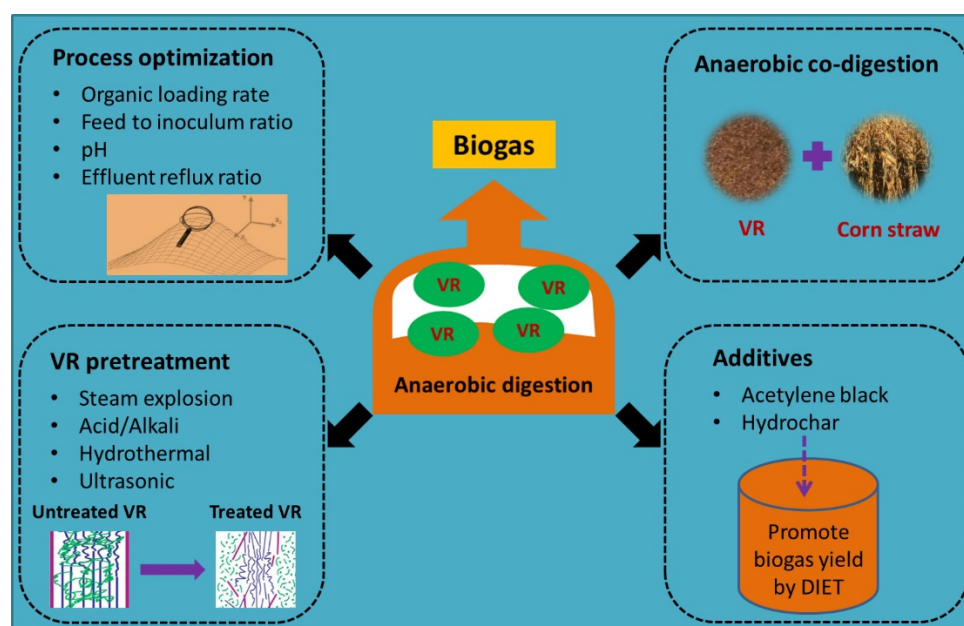 Process optimization
• Organic loading rate
• Feed to inoculum ratio
• pH
• Effluent reflux ratio
Biogas
VR
VR
VR
VR
Anaerobic digestion
Anaerobic co-digestion
VR
Corn straw
VR pretreatment
• Steam explosion
• Acid/Alkali
• Hydrothermal
• Ultrasonic
Untreated VR
Treated VR
Additives
• Acetylene black
• Hydrochar
Promote
biogas yield
by DIET